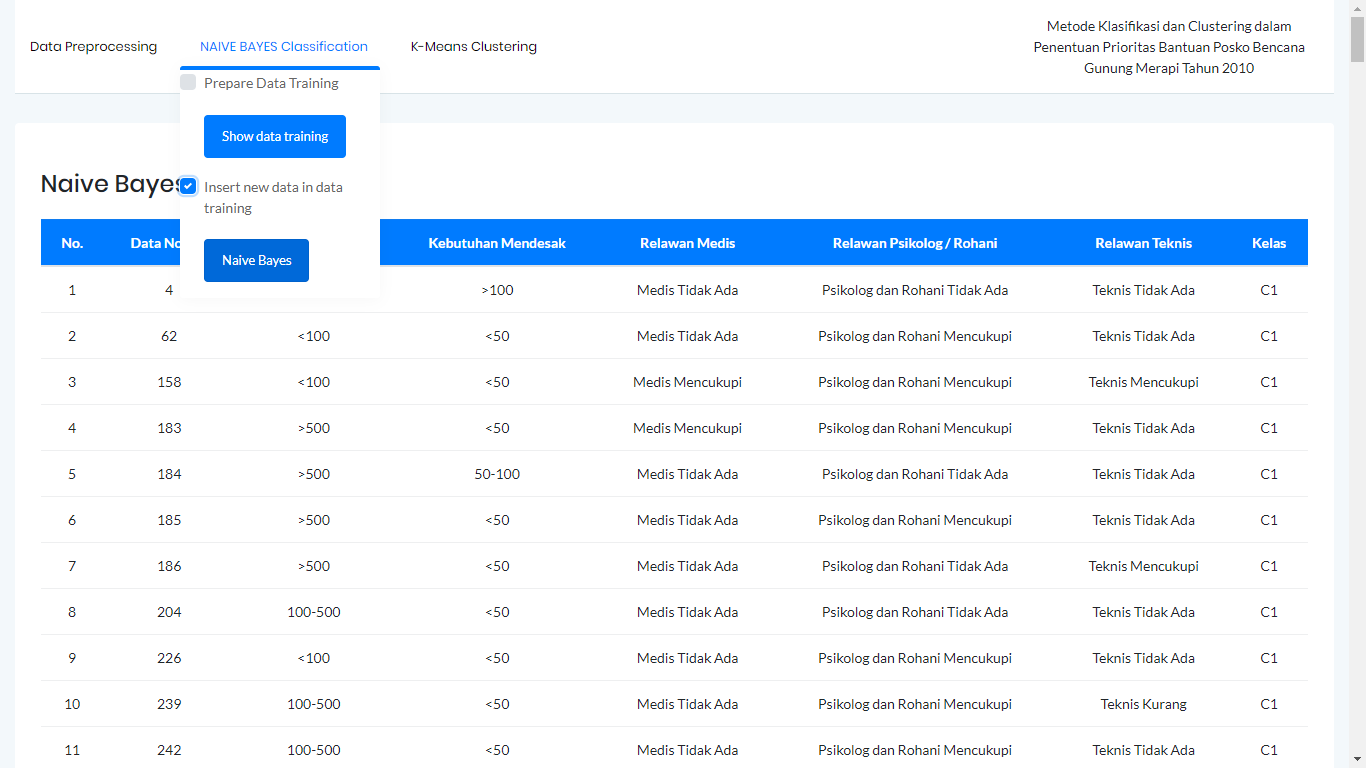 Data Preprocessing
NAIVE BAYES Classification
K-Means Clustering
Metode Klasifikasi dan Clustering dalam
Penentuan Prioritas Bantuan Posko Bencana
Gunung Merapi Tahun 2010
Prepare Data Training
Show data training
Insert new data in data
training
Naive Bayes
Naive Bayes
No. Data No Kebutuhan Mendesak Relawan Medis Relawan Psikolog / Rohani Relawan Teknis Kelas
1 4 >100 Medis Tidak Ada Psikolog dan Rohani Tidak Ada Teknis Tidak Ada C1
2 62 <100 <50 Medis Tidak Ada Psikolog dan Rohani Mencukupi Teknis Tidak Ada C1
3 158 <100 <50 Medis Mencukupi Psikolog dan Rohani Mencukupi Teknis Mencukupi C1
4 183 >500 <50 Medis Mencukupi Psikolog dan Rohani Mencukupi Teknis Tidak Ada C1
5 184 >500 50-100 Medis Tidak Ada Psikolog dan Rohani Tidak Ada Teknis Tidak Ada C1
6 185 >500 <50 Medis Tidak Ada Psikolog dan Rohani Mencukupi Teknis Tidak Ada C1
7 186 >500 <50 Medis Tidak Ada Psikolog dan Rohani Tidak Ada Teknis Mencukupi C1
8 204 100-500 <50 Medis Tidak Ada Psikolog dan Rohani Tidak Ada Teknis Tidak Ada C1
9 226 <100 <50 Medis Tidak Ada Psikolog dan Rohani Mencukupi Teknis Tidak Ada C1
10 239 100-500 <50 Medis Tidak Ada Psikolog dan Rohani Mencukupi Teknis Kurang C1
11 242 100-500 <50 Medis Tidak Ada Psikolog dan Rohani Mencukupi Teknis Tidak Ada C1